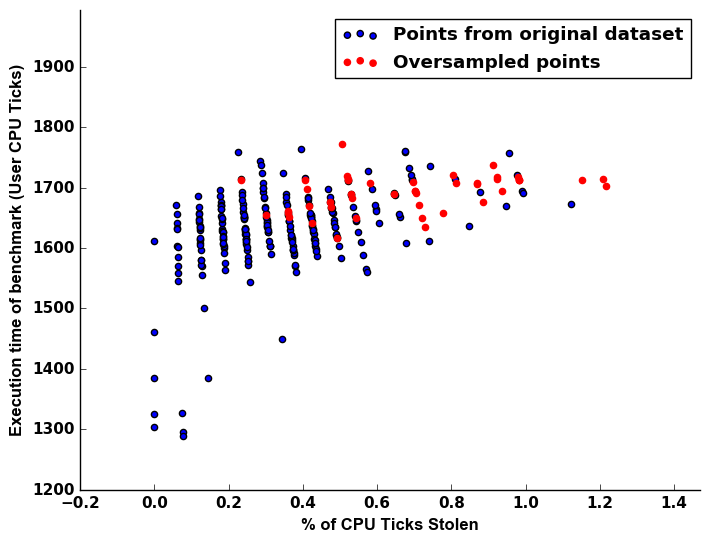 Points from original dataset
Oversampled points
Execution time of benchmark (User CPU Ticks)
1900
1800
1700
1600
1500
1400
1300
1200
−0.2 0.0 0.2 0.4 0.6 0.8 1.0 1.2 1.4
% of CPU Ticks Stolen